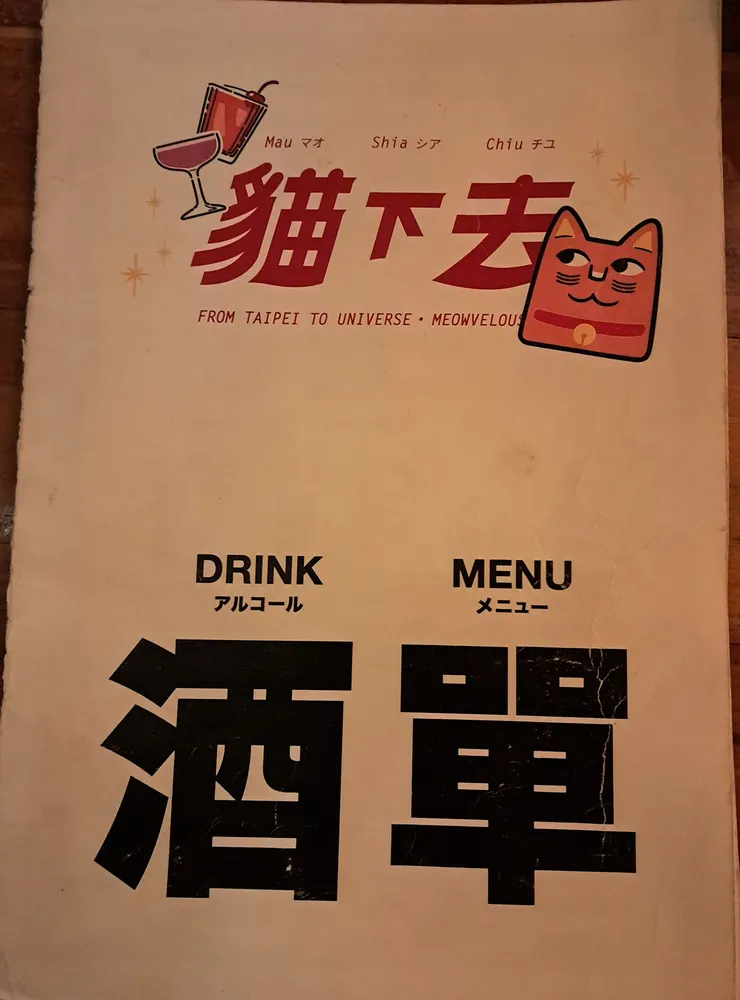 Mau マオ Shia シア Chiu チユ
貓下去
FROM TAIPEI TO UNIVERSE・MEOWVELOUS
DRINK MENU
アルコール メニュー
酒單